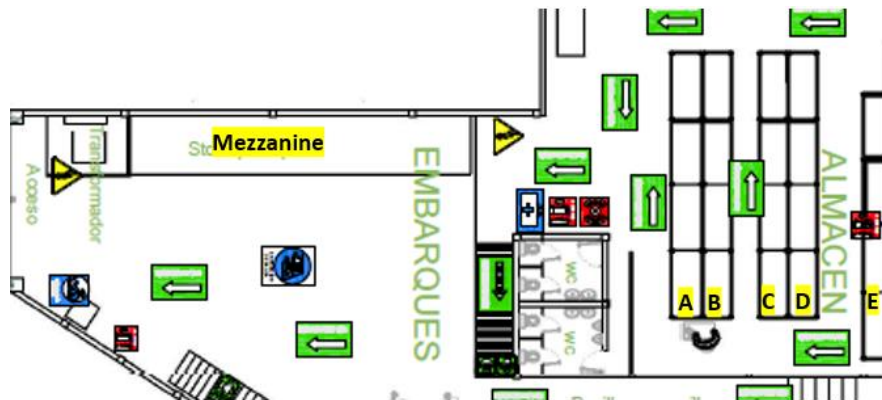 Mezzanine
Acceso
Transformador
EMBARQUES
WC
WC
ALMACEN
A
B
C
D
E